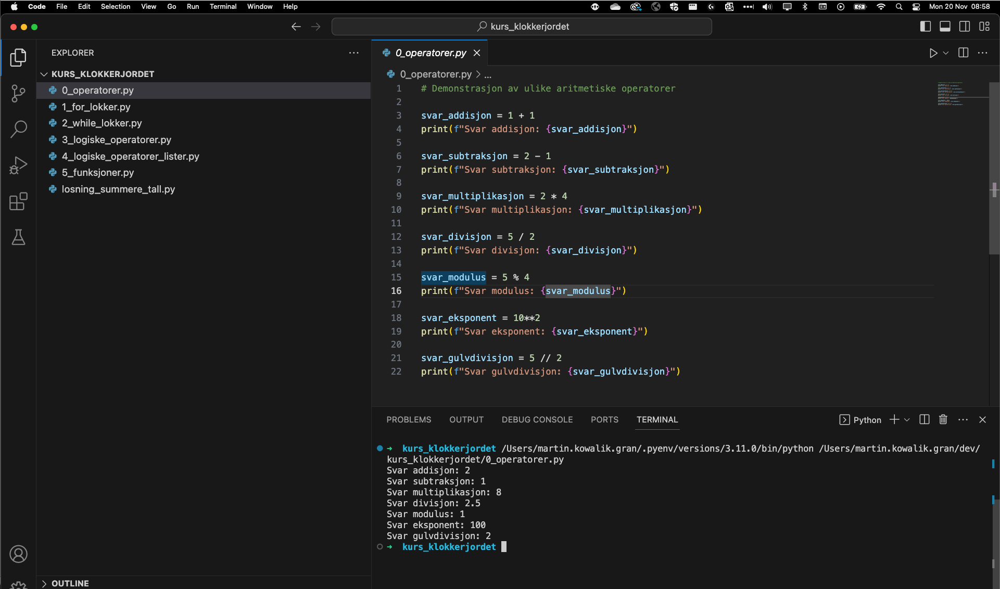 Code File Edit Selection View Go Run Terminal Window Help
Mon 20 Nov 08:58
kurs_klokkerjordet
EXPLORER
KURS_KLOKKERJORDET
0_operatorer.py
1_for_lokker.py
2_while_lokker.py
3_logiske_operatorer.py
4_logiske_operatorer_lister.py
5_funksjoner.py
losning_summere_tall.py
OUTLINE
0_operatorer.py
0_operatorer.py > ...
1 # Demonstrasjon av ulike aritmetiske operatorer
2
3 svar_addisjon = 1 + 1
4 print(f"Svar addisjon: {svar_addisjon}")
5
6 svar_subtraksjon = 2 - 1
7 print(f"Svar subtraksjon: {svar_subtraksjon}")
8
9 svar_multiplikasjon = 2 * 4
10 print(f"Svar multiplikasjon: {svar_multiplikasjon}")
11
12 svar_divisjon = 5 / 2
13 print(f"Svar divisjon: {svar_divisjon}")
14
15 svar_modulus = 5 % 4
16 print(f"Svar modulus: {svar_modulus}")
17
18 svar_eksponent = 10**2
19 print(f"Svar eksponent: {svar_eksponent}")
20
21 svar_gulvdivisjon = 5 // 2
22 print(f"Svar gulvdivisjon: {svar_gulvdivisjon}")
PROBLEMS OUTPUT DEBUG CONSOLE PORTS TERMINAL
Python
➜ kurs_klokkerjordet /Users/martin.kowalik.gran/.pyenv/versions/3.11.0/bin/python /Users/martin.kowalik.gran/dev/
kurs_klokkerjordet/0_operatorer.py
Svar addisjon: 2
Svar subtraksjon: 1
Svar multiplikasjon: 8
Svar divisjon: 2.5
Svar modulus: 1
Svar eksponent: 100
Svar gulvdivisjon: 2
➜ kurs_klokkerjordet